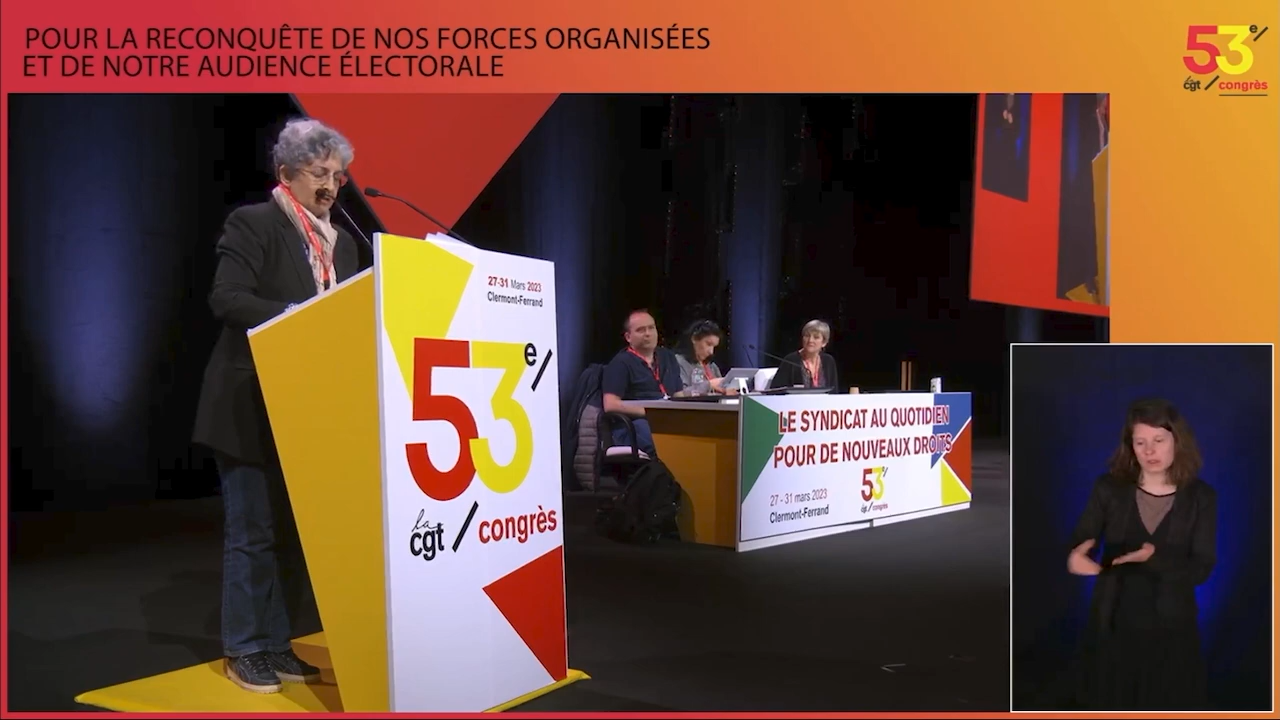 POUR LA RECONQUÊTE DE NOS FORCES ORGANISÉES
ET DE NOTRE AUDIENCE ÉLECTORALE
53e/
la cgt / congrès
27-31 Mars 2023
Clermont-Ferrand
53e/
la cgt / congrès
LE SYNDICAT AU QUOTIDIEN
POUR DE NOUVEAUX DROITS
53e/
cgt / congrès
27 - 31 mars 2023
Clermont-Ferrand